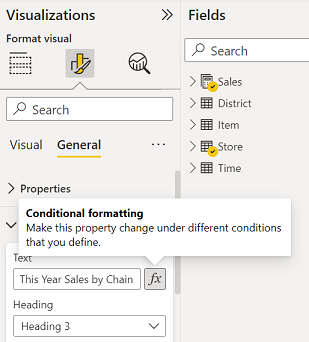 Visualizations
Fields
Format visual
Search
Search
Visual
General
...
Sales
District
Item
Store
Time
Properties
Conditional formatting
Make this property change under different conditions
that you define.
Text
This Year Sales by Chain
fx
Heading
Heading 3